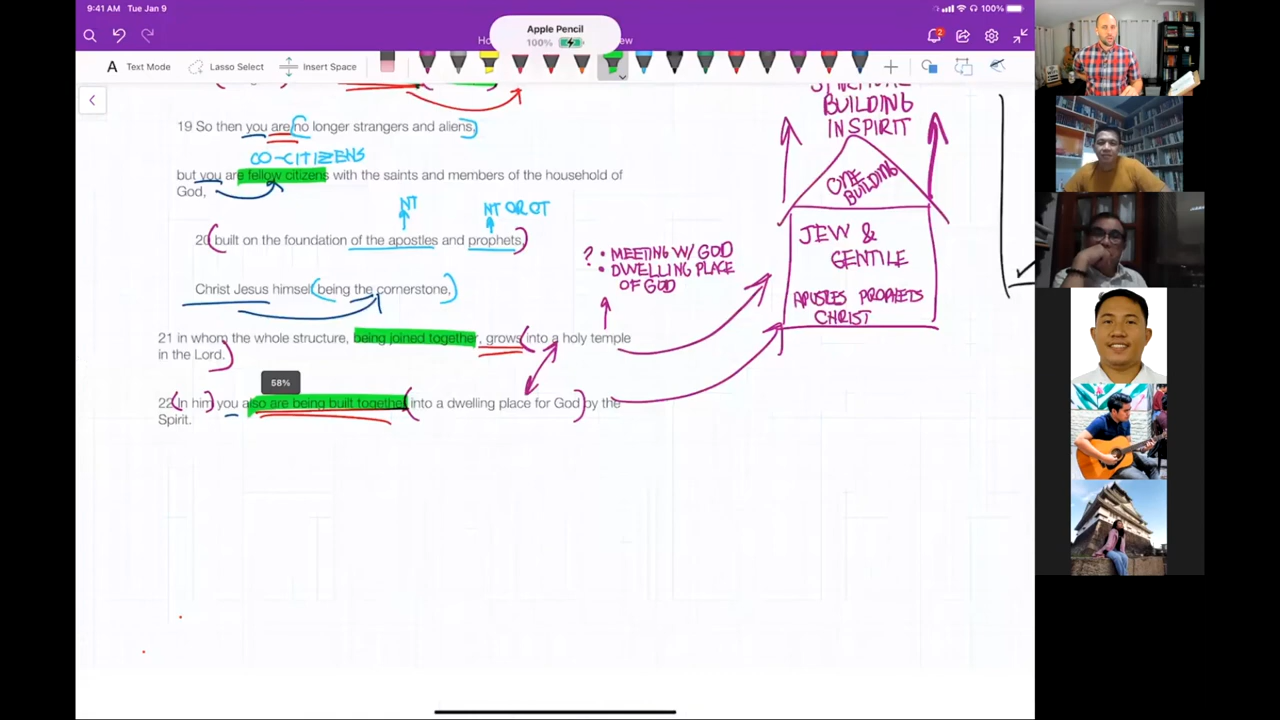 9:41 AM Tue Jan 9
100%
Apple Pencil
100%
2
Text Mode
Lasso Select
Insert Space
BUILDING
IN SPIRIT
ONE
BUILDING
19 So then you are no longer strangers and aliens,
CO-CITIZENS
but you are fellow citizens with the saints and members of the household of
God,
NT
NT OR OT
20 built on the foundation of the apostles and prophets,
JEW &
GENTILE
? • MEETING W/ GOD
• DWELLING PLACE
OF GOD
Christ Jesus himself being the cornerstone,
APOSTLES PROPHETS
CHRIST
21 in whom the whole structure, being joined together, grows into a holy temple
in the Lord.
58%
22 In him you also are being built together into a dwelling place for God by the
Spirit.